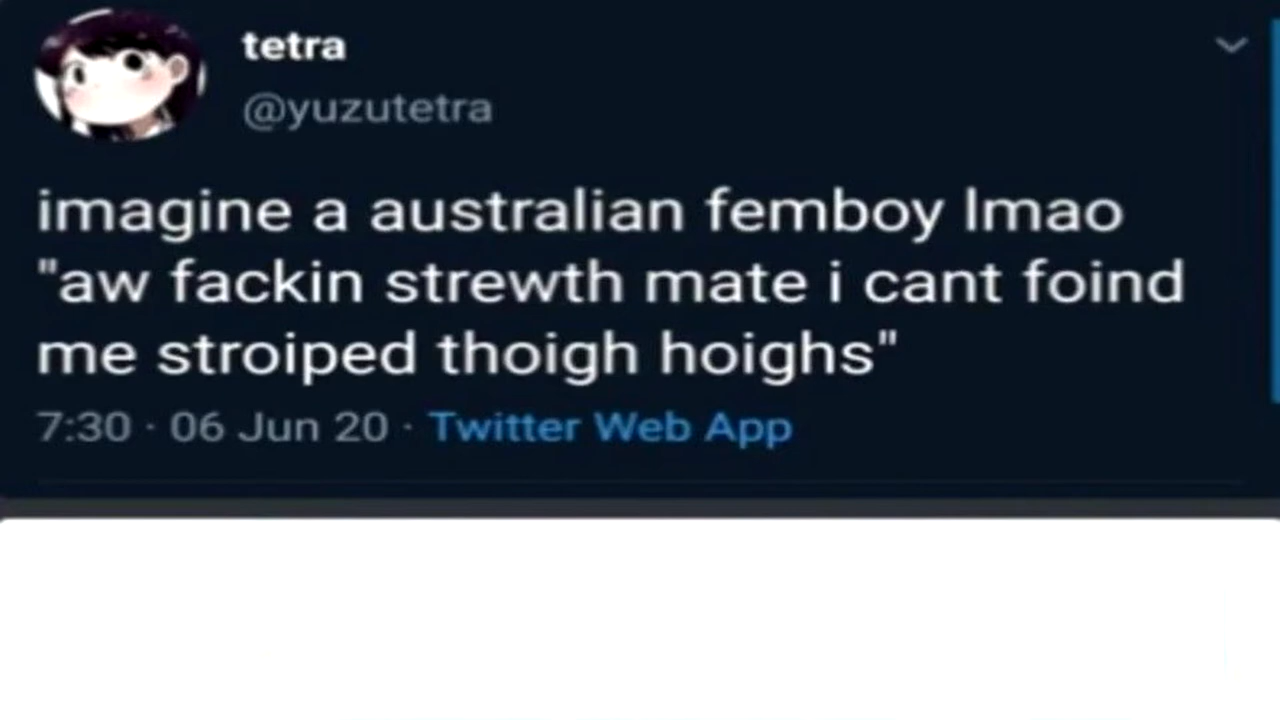 tetra
@yuzutetra
imagine a australian femboy lmao
"aw fackin strewth mate i cant foind
me stroiped thoigh hoighs"
7:30 · 06 Jun 20 · Twitter Web App